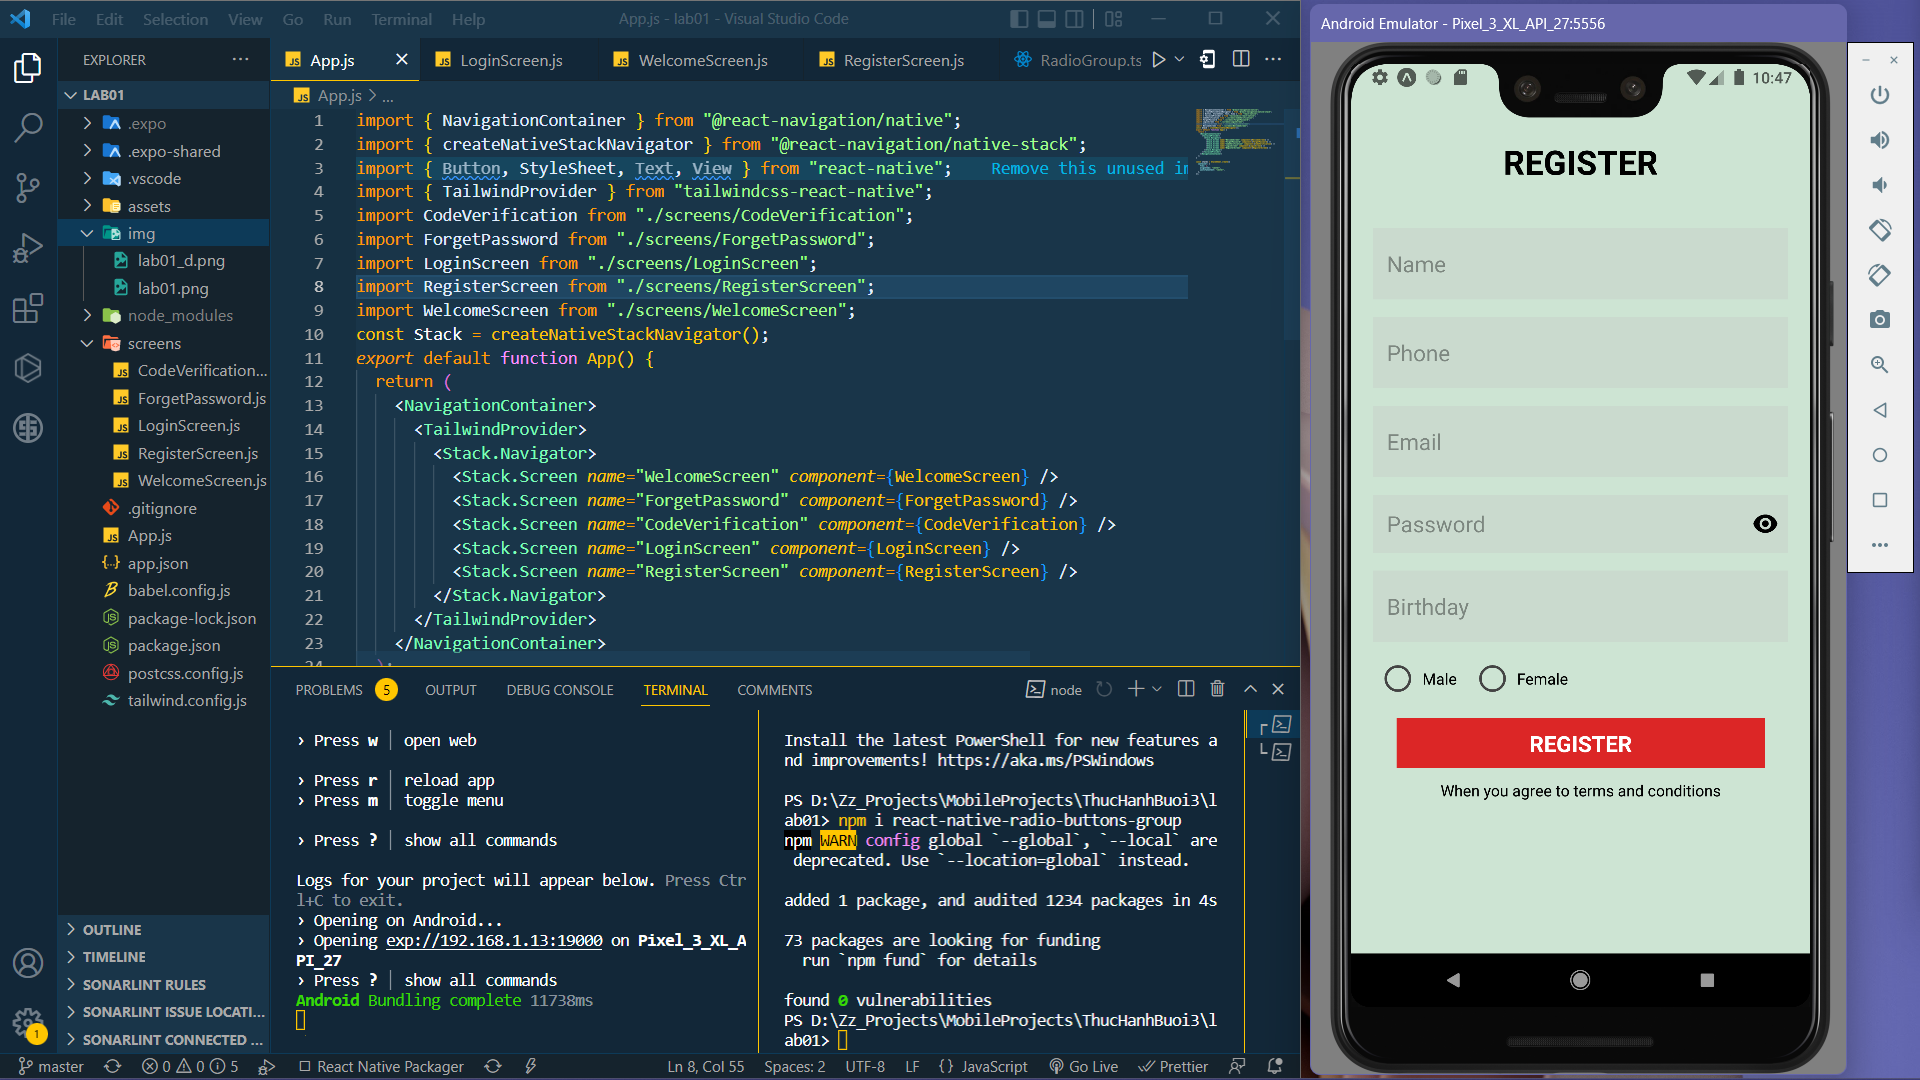 File Edit Selection View Go Run Terminal Help App.js - lab01 - Visual Studio Code
EXPLORER
LAB01
.expo
.expo-shared
.vscode
assets
img
lab01_d.png
lab01.png
node_modules
screens
CodeVerification...
ForgetPassword.js
LoginScreen.js
RegisterScreen.js
WelcomeScreen.js
.gitignore
App.js
app.json
babel.config.js
package-lock.json
package.json
postcss.config.js
tailwind.config.js
OUTLINE
TIMELINE
SONARLINT RULES
SONARLINT ISSUE LOCATI...
SONARLINT CONNECTED ...
App.js LoginScreen.js WelcomeScreen.js RegisterScreen.js RadioGroup.ts
App.js > ...
1 import { NavigationContainer } from "@react-navigation/native";
2 import { createNativeStackNavigator } from "@react-navigation/native-stack";
3 import { Button, StyleSheet, Text, View } from "react-native"; Remove this unused im
4 import { TailwindProvider } from "tailwindcss-react-native";
5 import CodeVerification from "./screens/CodeVerification";
6 import ForgetPassword from "./screens/ForgetPassword";
7 import LoginScreen from "./screens/LoginScreen";
8 import RegisterScreen from "./screens/RegisterScreen";
9 import WelcomeScreen from "./screens/WelcomeScreen";
10 const Stack = createNativeStackNavigator();
11 export default function App() {
12 return (
13 <NavigationContainer>
14 <TailwindProvider>
15 <Stack.Navigator>
16 <Stack.Screen name="WelcomeScreen" component={WelcomeScreen} />
17 <Stack.Screen name="ForgetPassword" component={ForgetPassword} />
18 <Stack.Screen name="CodeVerification" component={CodeVerification} />
19 <Stack.Screen name="LoginScreen" component={LoginScreen} />
20 <Stack.Screen name="RegisterScreen" component={RegisterScreen} />
21 </Stack.Navigator>
22 </TailwindProvider>
23 </NavigationContainer>
24 );
PROBLEMS 5 OUTPUT DEBUG CONSOLE TERMINAL COMMENTS node
› Press w │ open web
› Press r │ reload app
› Press m │ toggle menu
› Press ? │ show all commands
Logs for your project will appear below. Press Ctr
l+C to exit.
› Opening on Android...
› Opening exp://192.168.1.13:19000 on Pixel_3_XL_A
PI_27
› Press ? │ show all commands
Android Bundling complete 11738ms
Install the latest PowerShell for new features a
nd improvements! https://aka.ms/PSWindows
PS D:\Zz_Projects\MobileProjects\ThucHanhBuoi3\l
ab01> npm i react-native-radio-buttons-group
npm WARN config global `--global`, `--local` are
deprecated. Use `--location=global` instead.
added 1 package, and audited 1234 packages in 4s
73 packages are looking for funding
run `npm fund` for details
found 0 vulnerabilities
PS D:\Zz_Projects\MobileProjects\ThucHanhBuoi3\l
ab01>
1
master 0 0 5 React Native Packager Ln 8, Col 55 Spaces: 2 UTF-8 LF {} JavaScript Go Live Prettier
Android Emulator - Pixel_3_XL_API_27:5556
10:47
REGISTER
Name
Phone
Email
Password
Birthday
Male Female
REGISTER
When you agree to terms and conditions